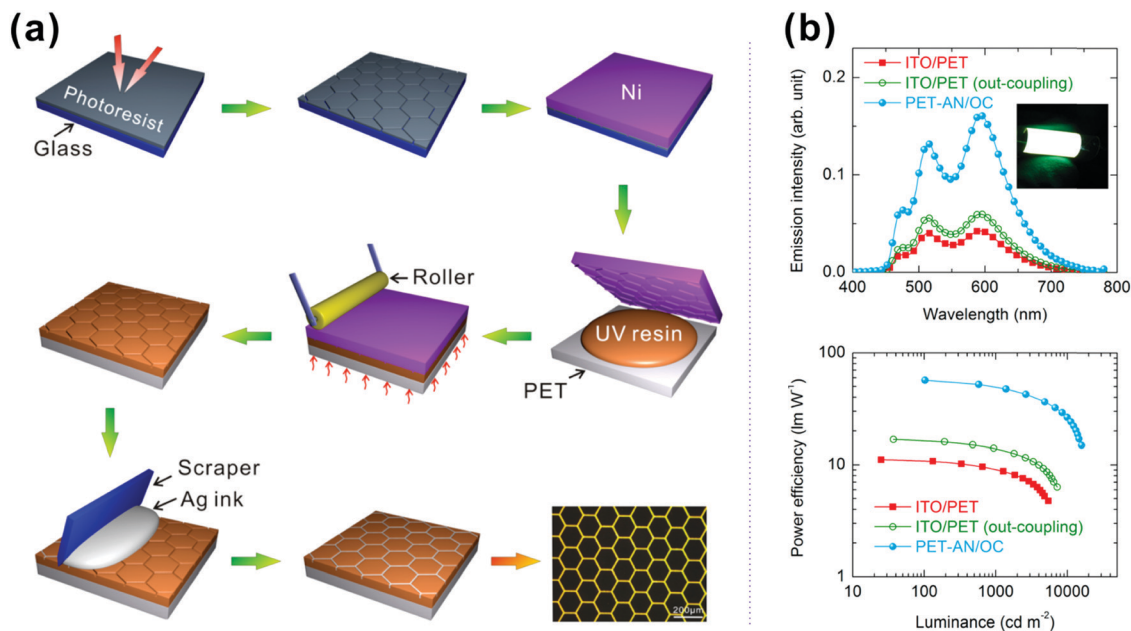 (a)
Photoresist
Glass
Ni
Roller
UV resin
PET
Scraper
Ag ink
200μm
(b)
Emission intensity (arb. unit)
0.2
0.1
0.0
ITO/PET
ITO/PET (out-coupling)
PET-AN/OC
400 500 600 700 800
Wavelength (nm)
Power efficiency (lm W⁻¹)
100
10
1
ITO/PET
ITO/PET (out-coupling)
PET-AN/OC
10 100 1000 10000
Luminance (cd m⁻²)